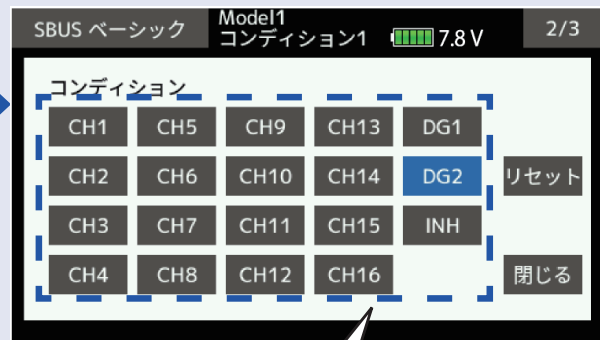 SBUS ベーシック
Model1
コンディション1
7.8 V
2/3
コンディション
CH1 CH5 CH9 CH13 DG1
CH2 CH6 CH10 CH14 DG2 リセット
CH3 CH7 CH11 CH15 INH
CH4 CH8 CH12 CH16 閉じる